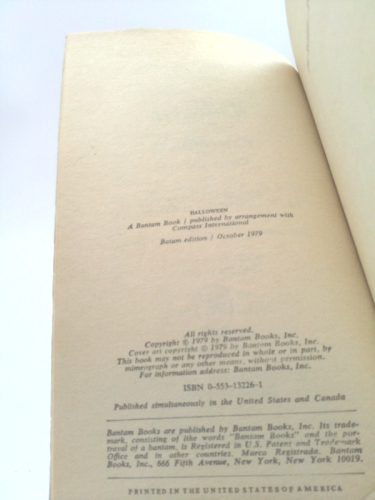 HALLOWEEN
A Bantam Book / published by arrangement with
Compass International
Batam edition / October 1979
All rights reserved.
Copyright © 1979 by Bantam Books, Inc.
Cover art copyright © 1979 by Bantam Books, Inc.
This book may not be reproduced in whole or in part, by
mimeograph or any other means, without permission.
For information address: Bantam Books, Inc.
ISBN 0-553-13226-1
Published simultaneously in the United States and Canada
Bantam Books are published by Bantam Books, Inc. Its trade-
mark, consisting of the words "Bantam Books" and the por-
trayal of a bantam, is Registered in U.S. Patent and Trademark
Office and in other countries. Marca Registrada. Bantam
Books, Inc., 666 Fifth Avenue, New York, New York 10019.
PRINTED IN THE UNITED STATES OF AMERICA